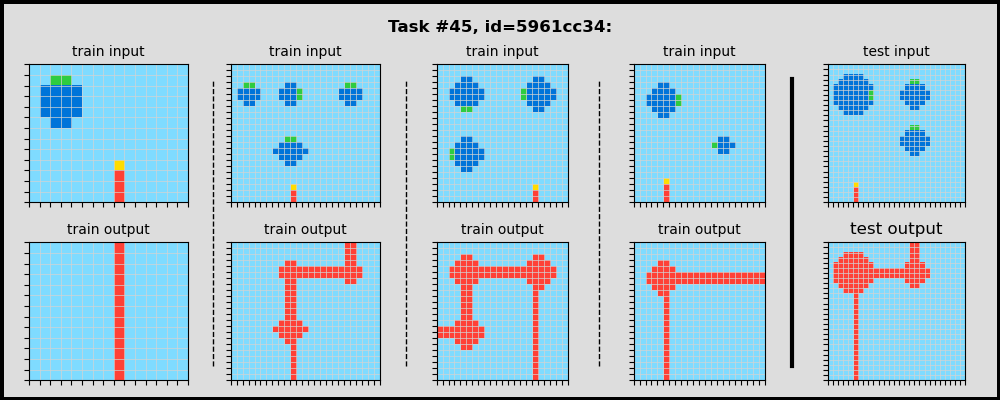 Task #45, id=5961cc34:
train input train input train input train input test input
train output train output train output train output test output